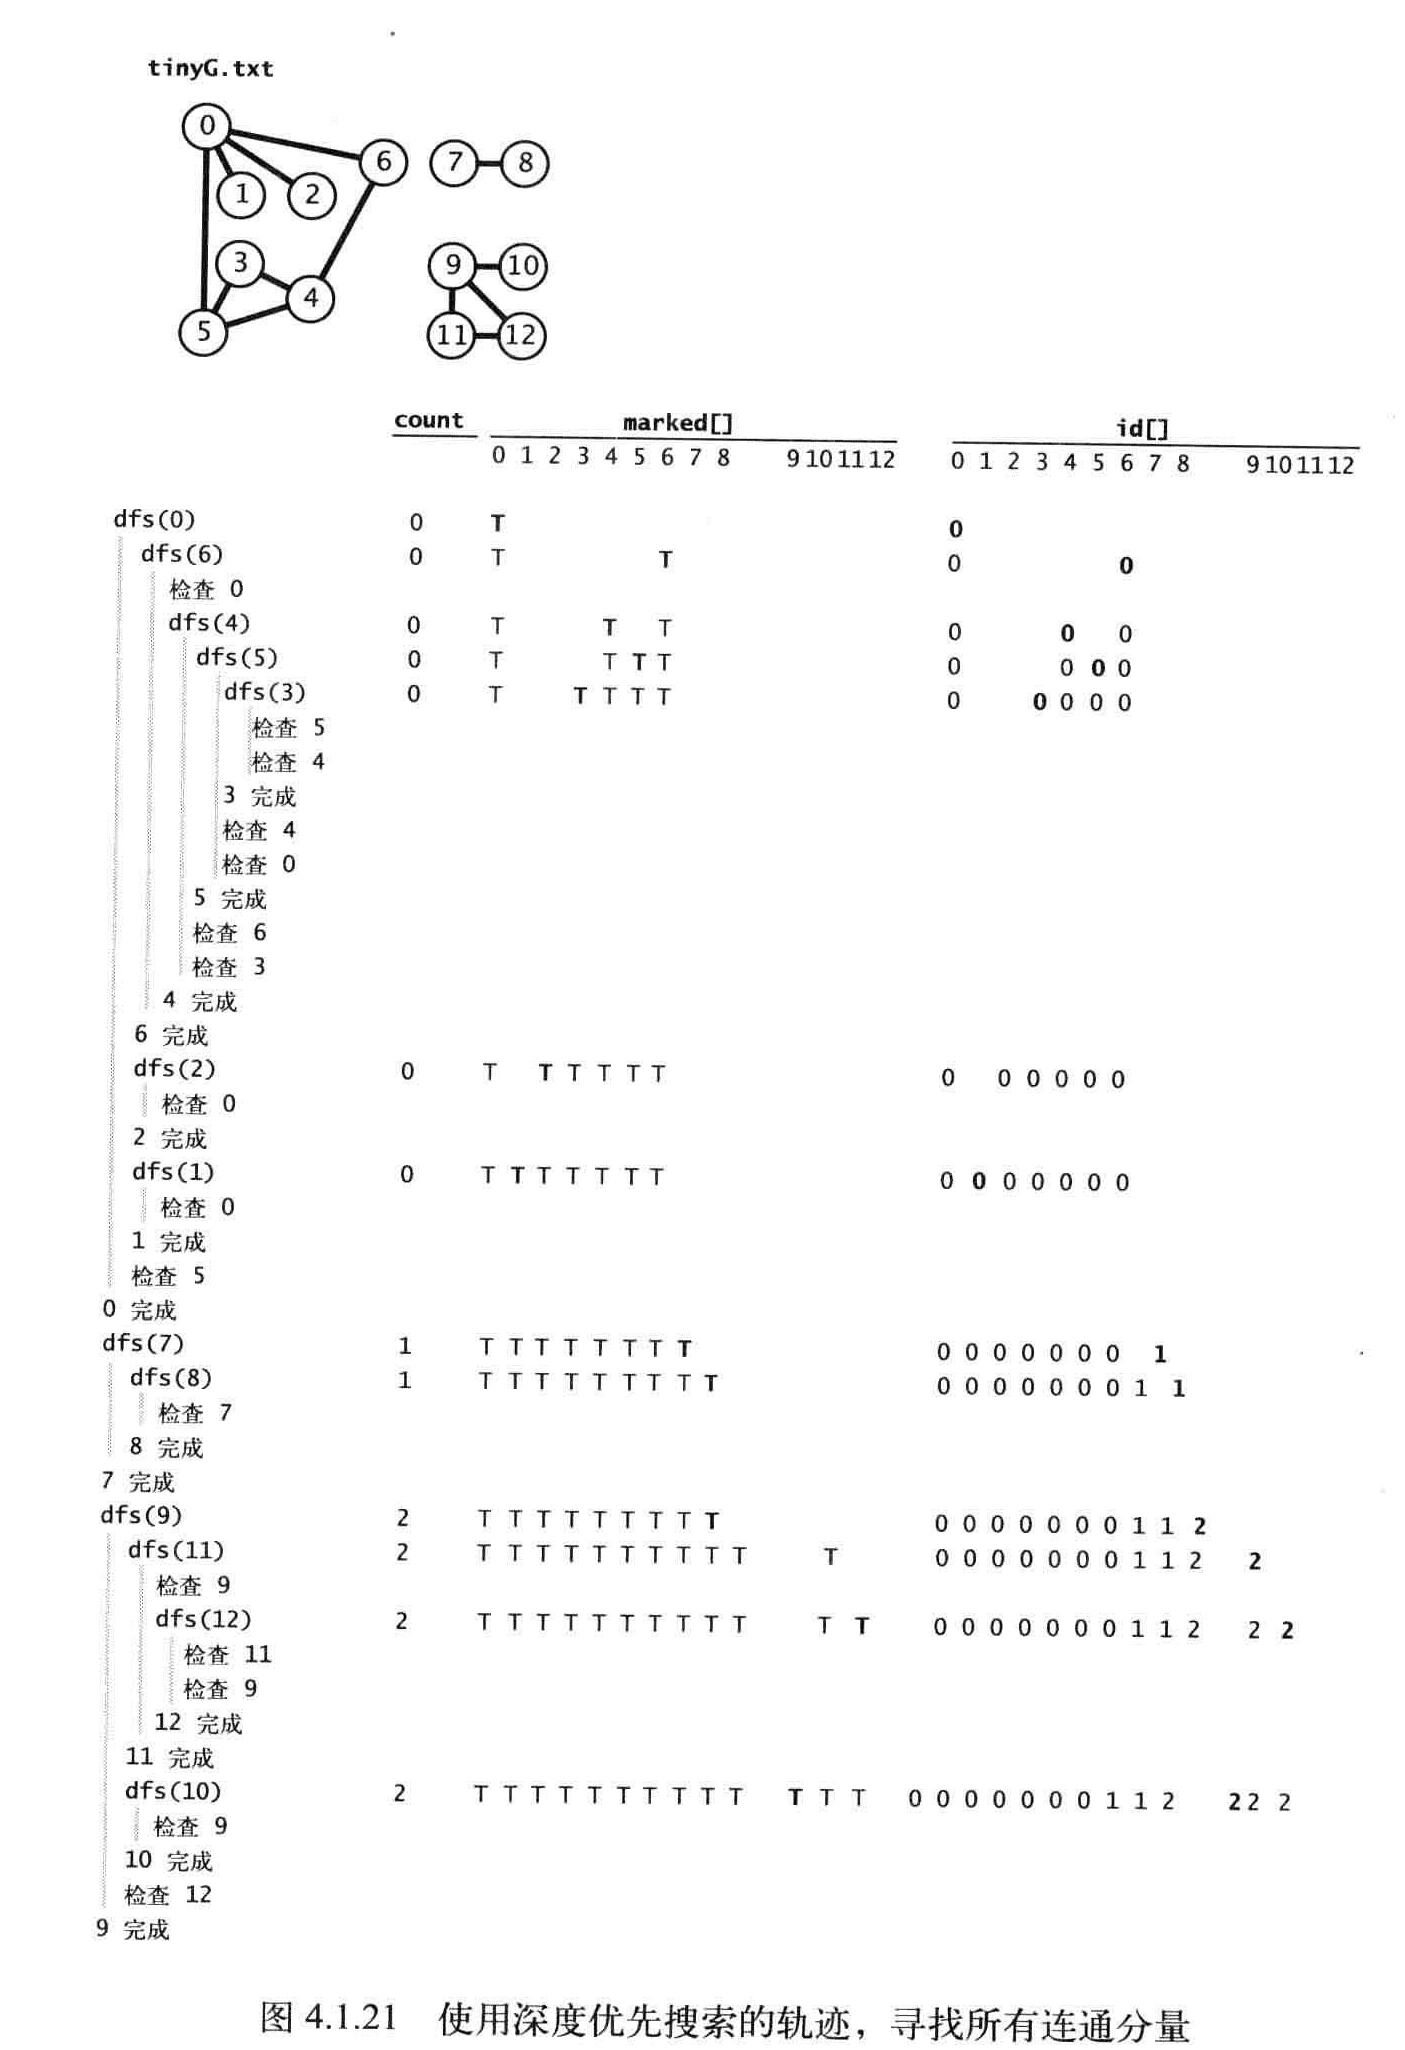 tinyG.txt
0
6 7 8
1 2
3 9 10
4
5 11 12
count marked[] id[]
0 1 2 3 4 5 6 7 8 9 10 11 12 0 1 2 3 4 5 6 7 8 9 10 11 12
dfs(0) 0 T 0
dfs(6) 0 T T 0 0
检查 0
dfs(4) 0 T T T 0 0 0
dfs(5) 0 T T T T 0 0 0 0
dfs(3) 0 T T T T T 0 0 0 0 0
检查 5
检查 4
3 完成
检查 4
检查 0
5 完成
检查 6
检查 3
4 完成
6 完成
dfs(2) 0 T T T T T T 0 0 0 0 0 0
检查 0
2 完成
dfs(1) 0 T T T T T T T 0 0 0 0 0 0 0
检查 0
1 完成
检查 5
0 完成
dfs(7) 1 T T T T T T T T 0 0 0 0 0 0 0 1
dfs(8) 1 T T T T T T T T T 0 0 0 0 0 0 0 1 1
检查 7
8 完成
7 完成
dfs(9) 2 T T T T T T T T T 0 0 0 0 0 0 0 1 1 2
dfs(11) 2 T T T T T T T T T T T 0 0 0 0 0 0 0 1 1 2 2
检查 9
dfs(12) 2 T T T T T T T T T T T T 0 0 0 0 0 0 0 1 1 2 2 2
检查 11
检查 9
12 完成
11 完成
dfs(10) 2 T T T T T T T T T T T T T 0 0 0 0 0 0 0 1 1 2 2 2 2
检查 9
10 完成
检查 12
9 完成
图 4.1.21 使用深度优先搜索的轨迹，寻找所有连通分量